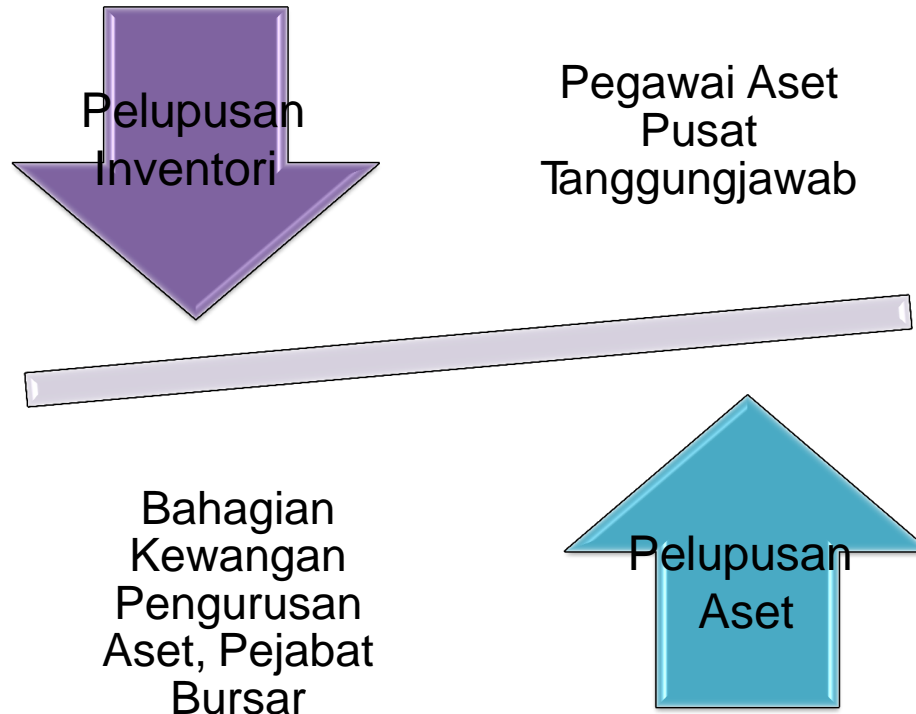 Pelupusan
Inventori
Pegawai Aset
Pusat
Tanggungjawab
Bahagian
Kewangan
Pengurusan
Aset, Pejabat
Bursar
Pelupusan
Aset